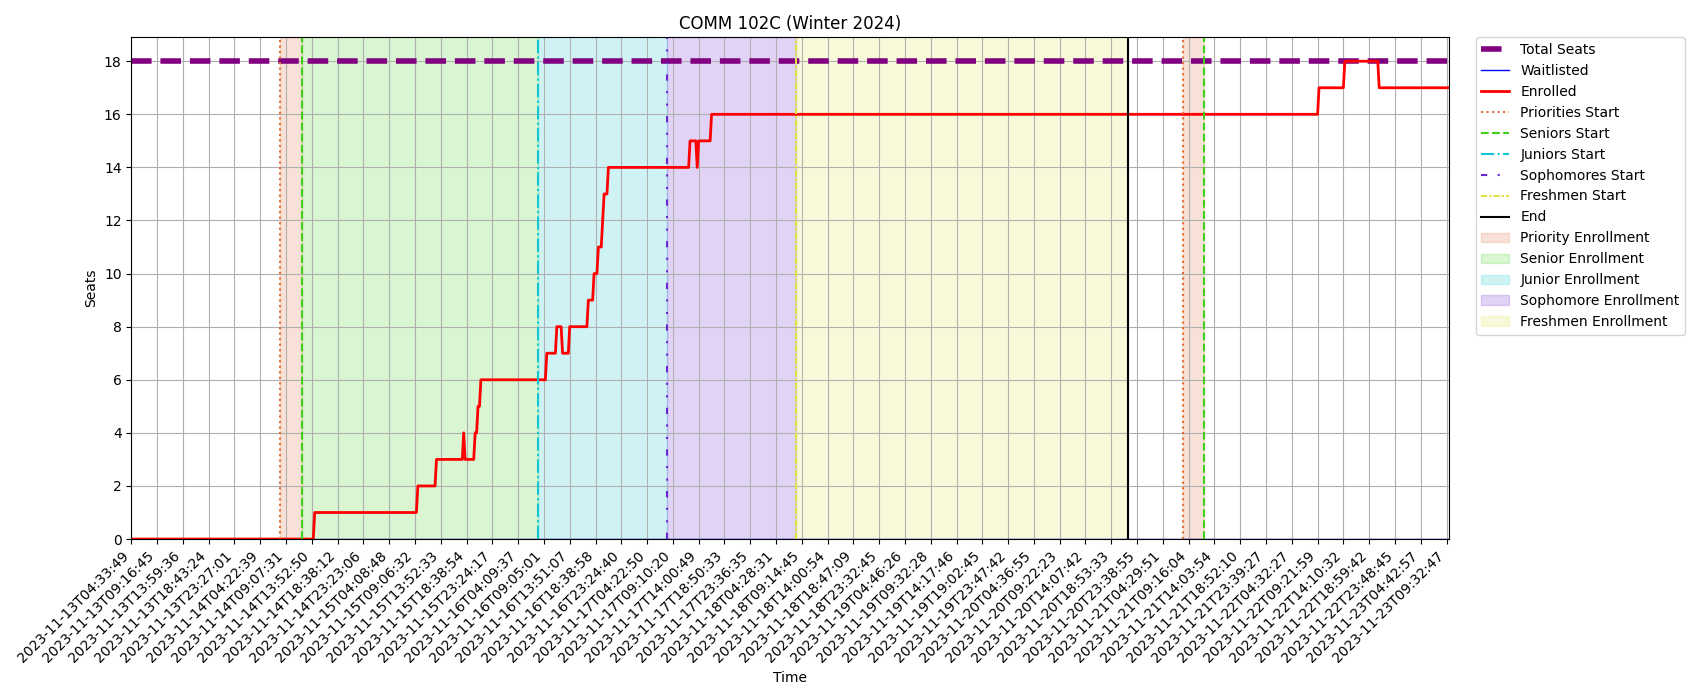 COMM 102C (Winter 2024)
Seats
18
16
14
12
10
8
6
4
2
0
2023-11-13T04:33:49
2023-11-13T09:16:45
2023-11-13T13:59:36
2023-11-13T18:43:24
2023-11-13T23:27:01
2023-11-14T04:22:39
2023-11-14T09:07:31
2023-11-14T13:52:50
2023-11-14T18:38:12
2023-11-14T23:23:06
2023-11-15T04:08:48
2023-11-15T09:06:32
2023-11-15T13:52:33
2023-11-15T18:38:54
2023-11-15T23:24:17
2023-11-16T04:09:37
2023-11-16T09:05:01
2023-11-16T13:51:07
2023-11-16T18:38:58
2023-11-16T23:24:40
2023-11-17T04:22:50
2023-11-17T09:10:20
2023-11-17T14:00:49
2023-11-17T18:50:33
2023-11-17T23:36:35
2023-11-18T04:28:31
2023-11-18T09:14:45
2023-11-18T14:00:54
2023-11-18T18:47:09
2023-11-18T23:32:45
2023-11-19T04:46:26
2023-11-19T09:32:28
2023-11-19T14:17:46
2023-11-19T19:02:45
2023-11-19T23:47:42
2023-11-20T04:36:55
2023-11-20T09:22:23
2023-11-20T14:07:42
2023-11-20T18:53:33
2023-11-20T23:38:55
2023-11-21T04:29:51
2023-11-21T09:16:04
2023-11-21T14:03:54
2023-11-21T18:52:10
2023-11-21T23:39:27
2023-11-22T04:32:27
2023-11-22T09:21:59
2023-11-22T14:10:32
2023-11-22T18:59:42
2023-11-22T23:48:45
2023-11-23T04:42:57
2023-11-23T09:32:47
Time
Total Seats
Waitlisted
Enrolled
Priorities Start
Seniors Start
Juniors Start
Sophomores Start
Freshmen Start
End
Priority Enrollment
Senior Enrollment
Junior Enrollment
Sophomore Enrollment
Freshmen Enrollment